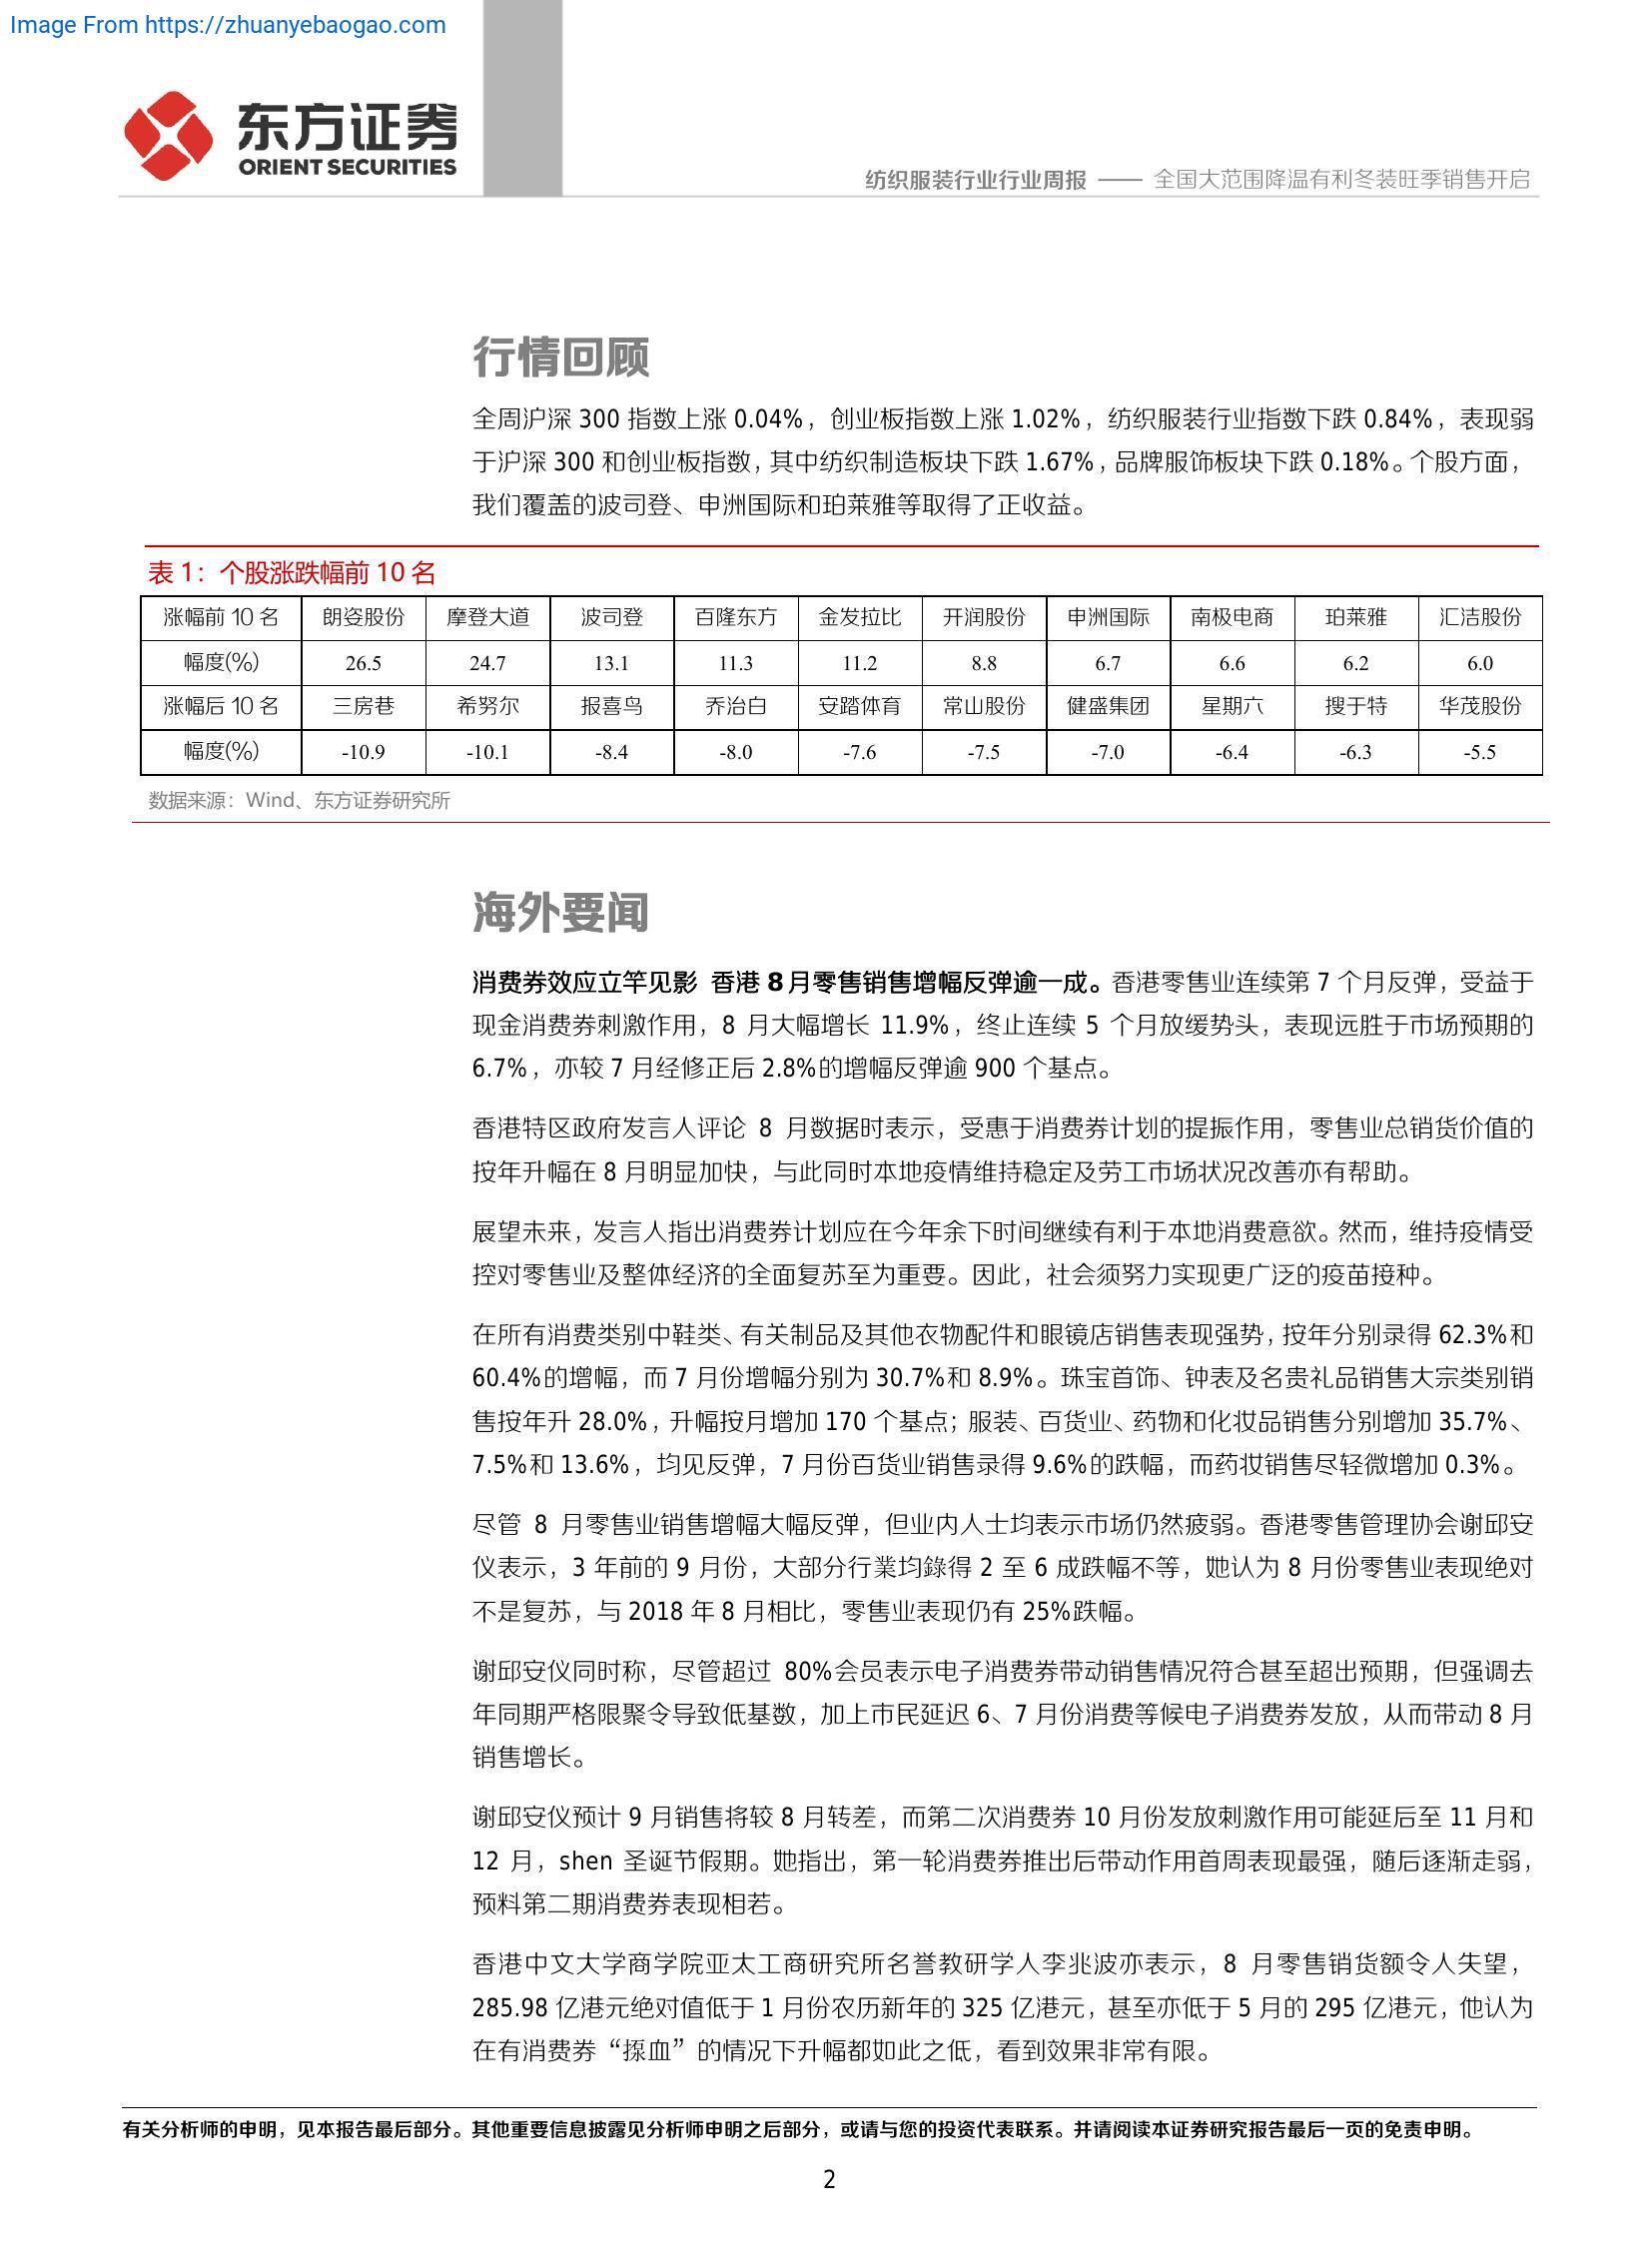 Image From https://zhuanyebaogao.com
东方证券
ORIENT SECURITIES
纺织服装行业行业周报 —— 全国大范围降温有利冬装旺季销售开启
行情回顾
全周沪深 300 指数上涨 0.04%，创业板指数上涨 1.02%，纺织服装行业指数下跌 0.84%，表现弱
于沪深 300 和创业板指数，其中纺织制造板块下跌 1.67%，品牌服饰板块下跌 0.18%。个股方面，
我们覆盖的波司登、申洲国际和珀莱雅等取得了正收益。
表 1：个股涨跌幅前 10 名
涨幅前 10 名 朗姿股份 摩登大道 波司登 百隆东方 金发拉比 开润股份 申洲国际 南极电商 珀莱雅 汇洁股份
幅度(%) 26.5 24.7 13.1 11.3 11.2 8.8 6.7 6.6 6.2 6.0
涨幅后 10 名 三房巷 希努尔 报喜鸟 乔治白 安踏体育 常山股份 健盛集团 星期六 搜于特 华茂股份
幅度(%) -10.9 -10.1 -8.4 -8.0 -7.6 -7.5 -7.0 -6.4 -6.3 -5.5
数据来源：Wind、东方证券研究所
海外要闻
消费券效应立竿见影 香港 8 月零售销售增幅反弹逾一成。香港零售业连续第 7 个月反弹，受益于
现金消费券刺激作用，8 月大幅增长 11.9%，终止连续 5 个月放缓势头，表现远胜于市场预期的
6.7%，亦较 7 月经修正后 2.8%的增幅反弹逾 900 个基点。
香港特区政府发言人评论 8 月数据时表示，受惠于消费券计划的提振作用，零售业总销货价值的
按年升幅在 8 月明显加快，与此同时本地疫情维持稳定及劳工市场状况改善亦有帮助。
展望未来，发言人指出消费券计划应在今年余下时间继续有利于本地消费意欲。然而，维持疫情受
控对零售业及整体经济的全面复苏至为重要。因此，社会须努力实现更广泛的疫苗接种。
在所有消费类别中鞋类、有关制品及其他衣物配件和眼镜店销售表现强势，按年分别录得 62.3%和
60.4%的增幅，而 7 月份增幅分别为 30.7%和 8.9%。珠宝首饰、钟表及名贵礼品销售大宗类别销
售按年升 28.0%，升幅按月增加 170 个基点；服装、百货业、药物和化妆品销售分别增加 35.7%、
7.5%和 13.6%，均见反弹，7 月份百货业销售录得 9.6%的跌幅，而药妆销售尽轻微增加 0.3%。
尽管 8 月零售业销售增幅大幅反弹，但业内人士均表示市场仍然疲弱。香港零售管理协会谢邱安
仪表示，3 年前的 9 月份，大部分行業均錄得 2 至 6 成跌幅不等，她认为 8 月份零售业表现绝对
不是复苏，与 2018 年 8 月相比，零售业表现仍有 25%跌幅。
谢邱安仪同时称，尽管超过 80%会员表示电子消费券带动销售情况符合甚至超出预期，但强调去
年同期严格限聚令导致低基数，加上市民延迟 6、7 月份消费等候电子消费券发放，从而带动 8 月
销售增长。
谢邱安仪预计 9 月销售将较 8 月转差，而第二次消费券 10 月份发放刺激作用可能延后至 11 月和
12 月，shen 圣诞节假期。她指出，第一轮消费券推出后带动作用首周表现最强，随后逐渐走弱，
预料第二期消费券表现相若。
香港中文大学商学院亚太工商研究所名誉教研学人李兆波亦表示，8 月零售销货额令人失望，
285.98 亿港元绝对值低于 1 月份农历新年的 325 亿港元，甚至亦低于 5 月的 295 亿港元，他认为
在有消费券“揼血”的情况下升幅都如此之低，看到效果非常有限。
有关分析师的申明，见本报告最后部分。其他重要信息披露见分析师申明之后部分，或请与您的投资代表联系。并请阅读本证券研究报告最后一页的免责申明。
2